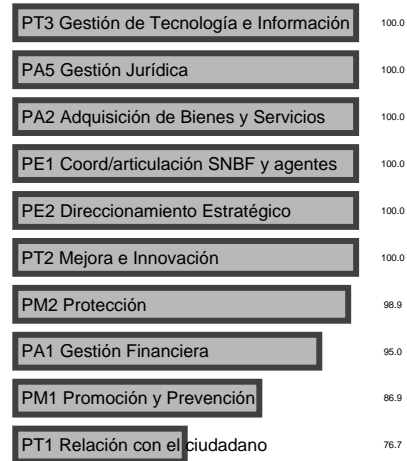 PT3 Gestión de Tecnología e Información 100.0
PA5 Gestión Jurídica 100.0
PA2 Adquisición de Bienes y Servicios 100.0
PE1 Coord/articulación SNBF y agentes 100.0
PE2 Direccionamiento Estratégico 100.0
PT2 Mejora e Innovación 100.0
PM2 Protección 98.9
PA1 Gestión Financiera 95.0
PM1 Promoción y Prevención 86.9
PT1 Relación con el ciudadano 76.7